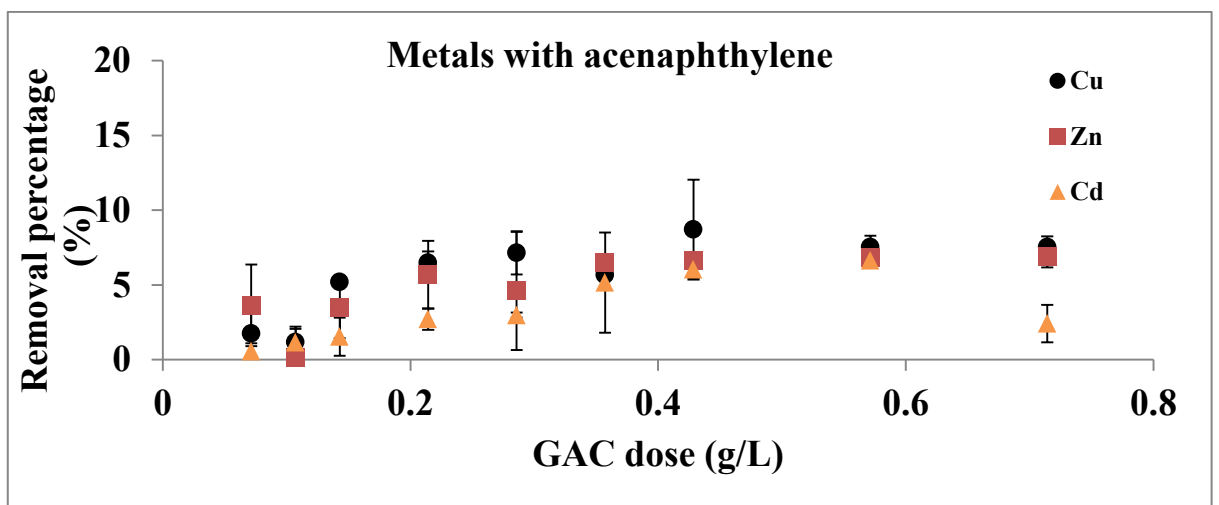 Metals with acenaphthylene
Removal percentage
(%)
20
15
10
5
0
0 0.2 0.4 0.6 0.8
GAC dose (g/L)
Cu
Zn
Cd